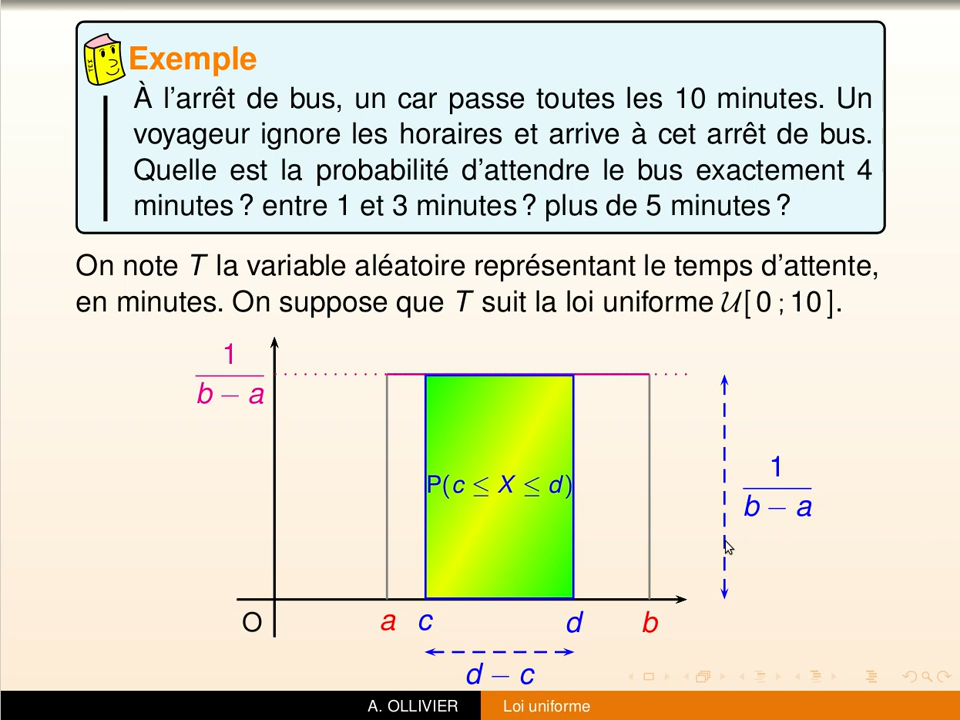 Exemple
À l'arrêt de bus, un car passe toutes les 10 minutes. Un
voyageur ignore les horaires et arrive à cet arrêt de bus.
Quelle est la probabilité d'attendre le bus exactement 4
minutes ? entre 1 et 3 minutes ? plus de 5 minutes ?
On note T la variable aléatoire représentant le temps d'attente,
en minutes. On suppose que T suit la loi uniforme 𝒰[ 0 ; 10 ].
1
b − a
P(c ≤ X ≤ d)
1
b − a
O a c d b
d − c
A. OLLIVIER Loi uniforme